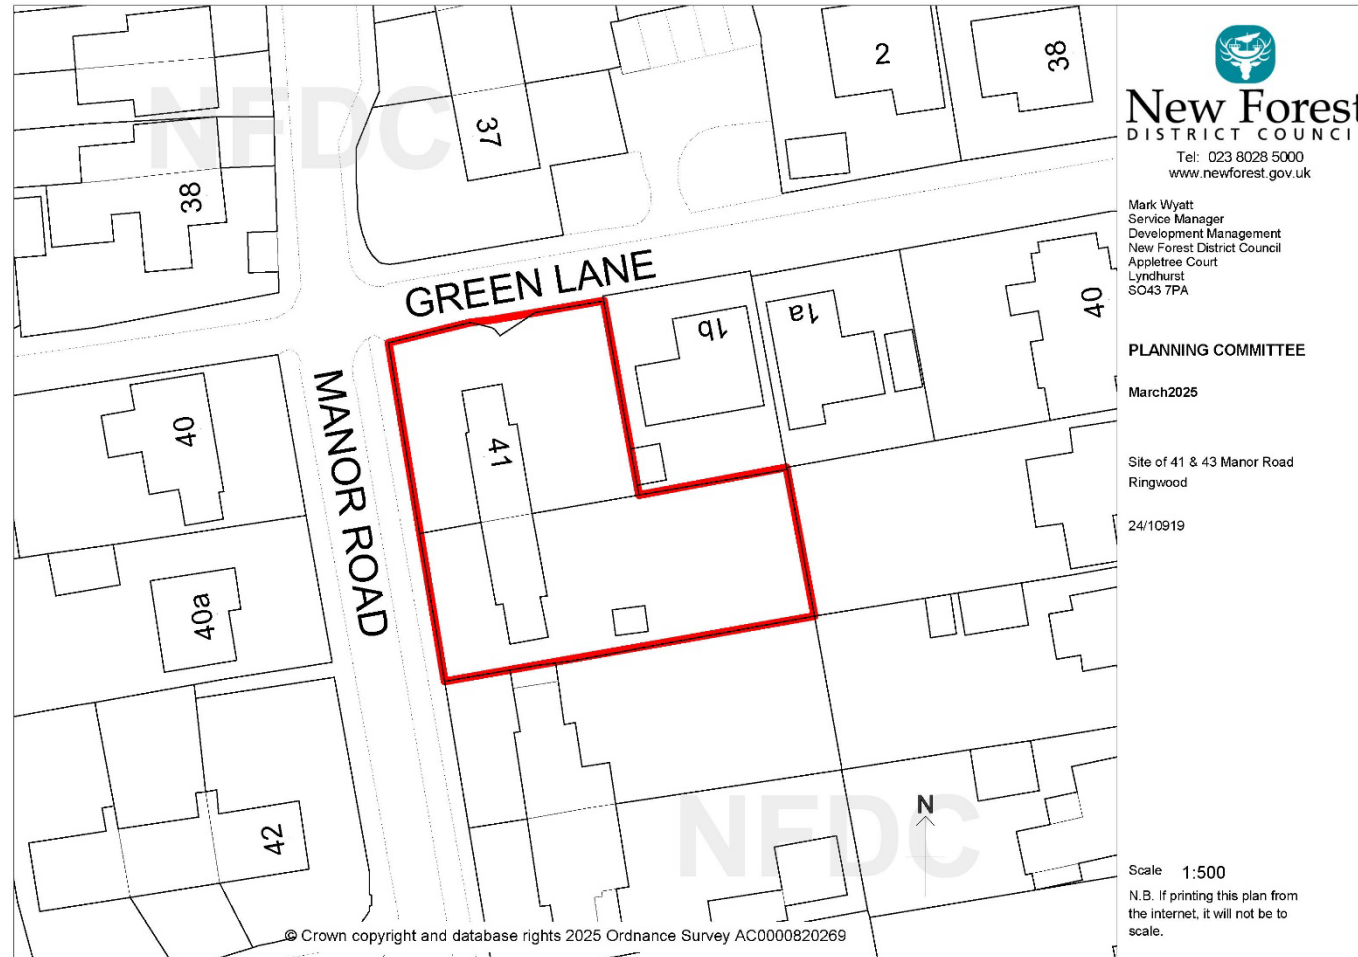 NFDC
2
38
37
38
GREEN LANE
1b
1a
40
MANOR ROAD
41
40
40a
42
NFDC
N
© Crown copyright and database rights 2025 Ordnance Survey AC0000820269
New Forest
DISTRICT COUNCI
Tel: 023 8028 5000
www.newforest.gov.uk
Mark Wyatt
Service Manager
Development Management
New Forest District Council
Appletree Court
Lyndhurst
SO43 7PA
PLANNING COMMITTEE
March2025
Site of 41 & 43 Manor Road
Ringwood
24/10919
Scale 1:500
N.B. If printing this plan from
the internet, it will not be to
scale.